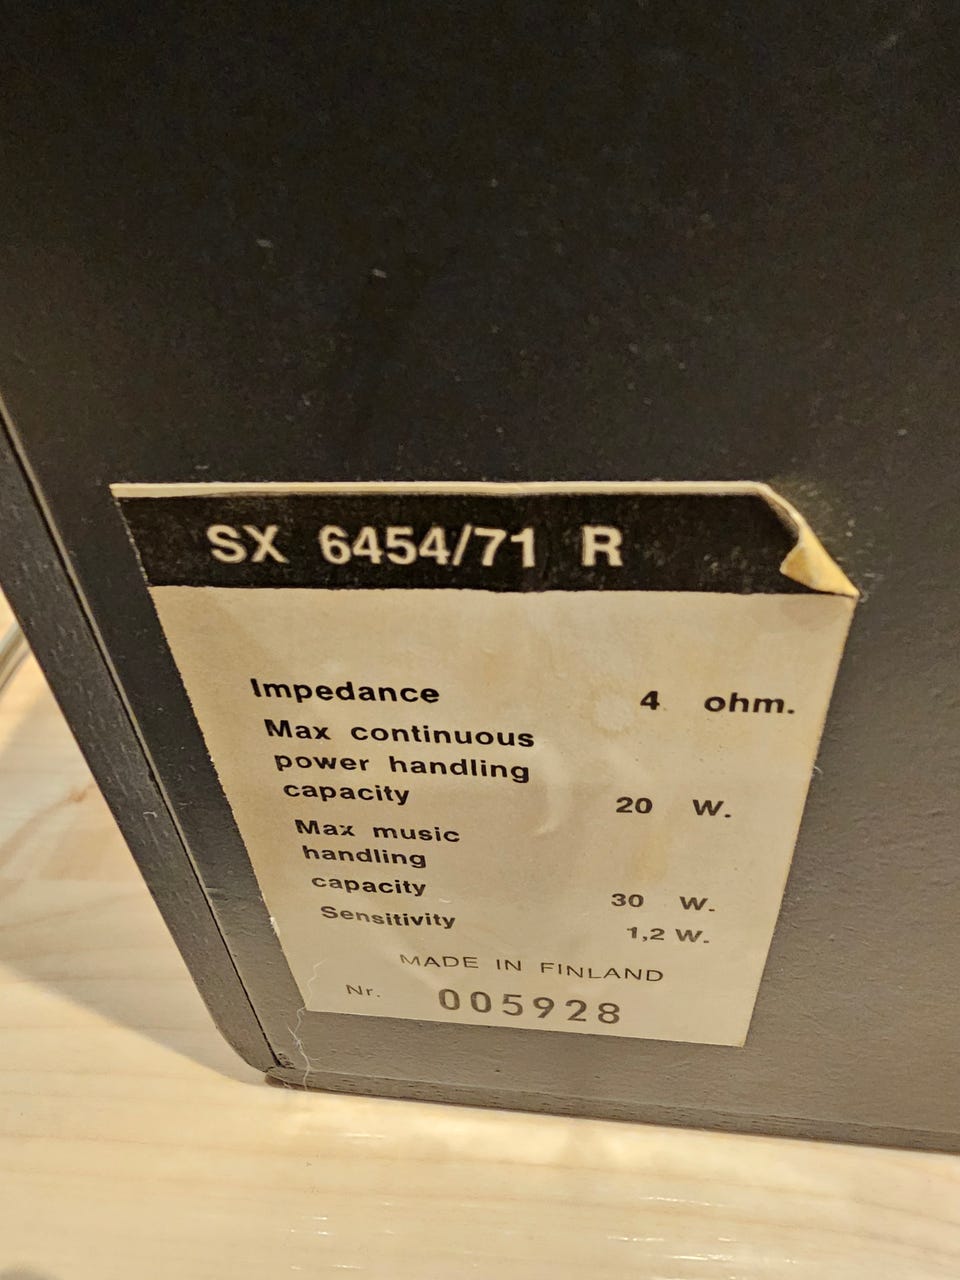 SX 6454/71 R
Impedance 4 ohm.
Max continuous
power handling
capacity 20 W.
Max music
handling
capacity 30 W.
Sensitivity 1,2 W.
MADE IN FINLAND
Nr. 005928